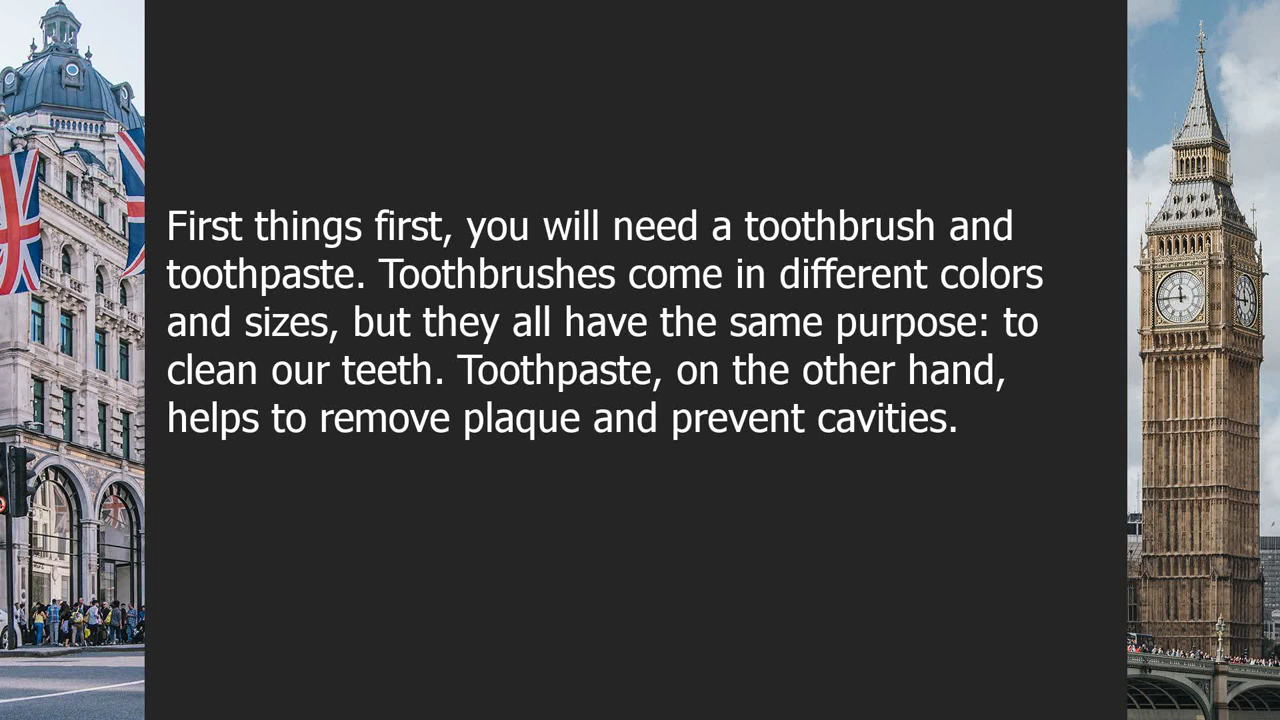 First things first, you will need a toothbrush and
toothpaste. Toothbrushes come in different colors
and sizes, but they all have the same purpose: to
clean our teeth. Toothpaste, on the other hand,
helps to remove plaque and prevent cavities.